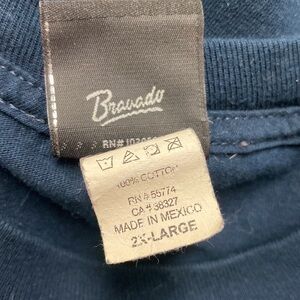 Bravado
100% COTTON
RN# 55774
CA# 38327
MADE IN MEXICO
2X-LARGE